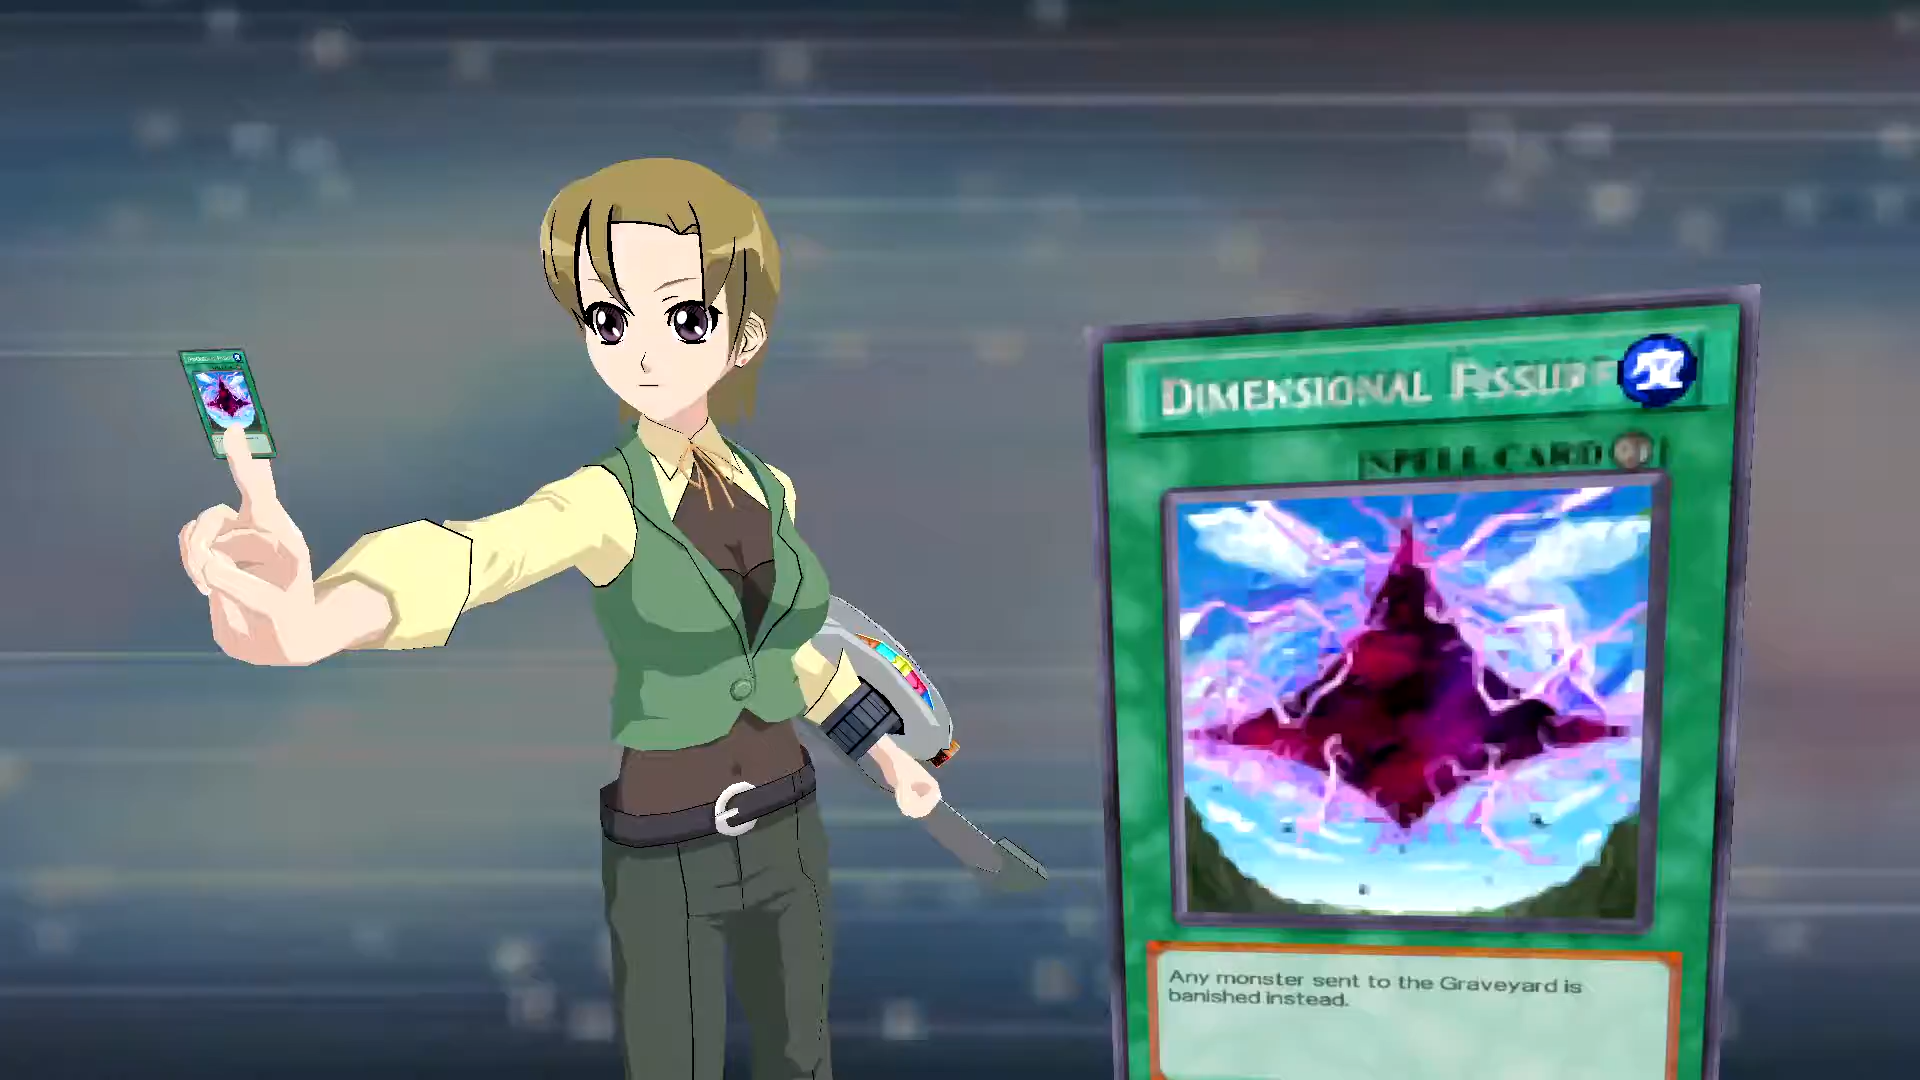 DIMENSIONAL FISSURE
SPELL CARD
Any monster sent to the Graveyard is
banished instead.